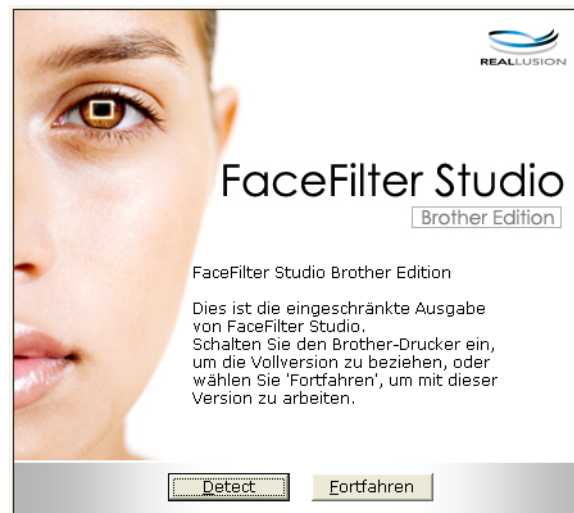 REALLUSION
FaceFilter Studio
Brother Edition
FaceFilter Studio Brother Edition
Dies ist die eingeschränkte Ausgabe
von FaceFilter Studio.
Schalten Sie den Brother-Drucker ein,
um die Vollversion zu beziehen, oder
wählen Sie 'Fortfahren', um mit dieser
Version zu arbeiten.
Detect
Fortfahren